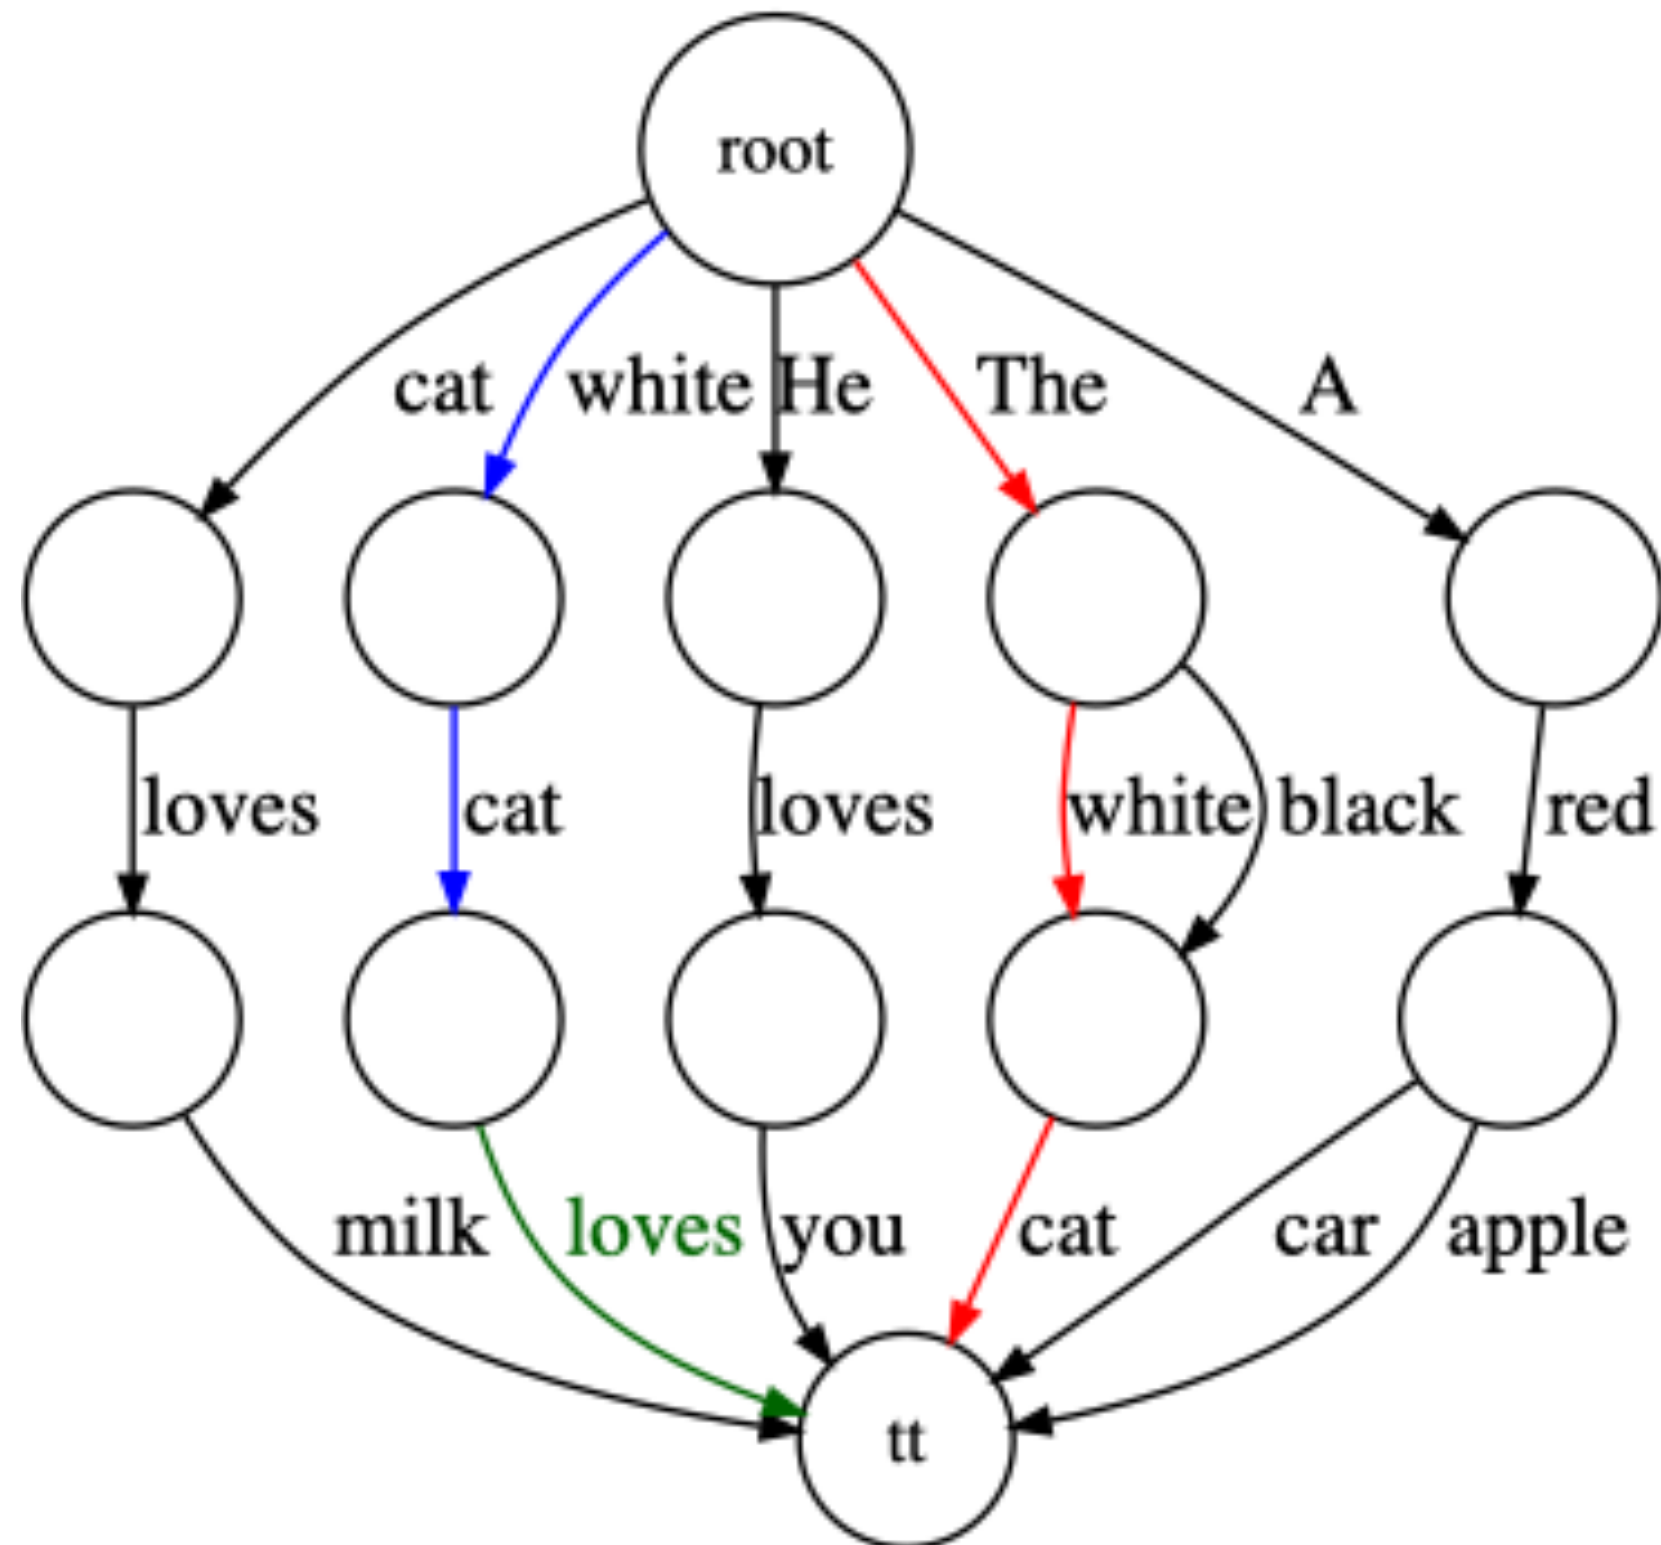 root
cat white He The A
loves cat loves white black red
milk loves you cat car apple
tt